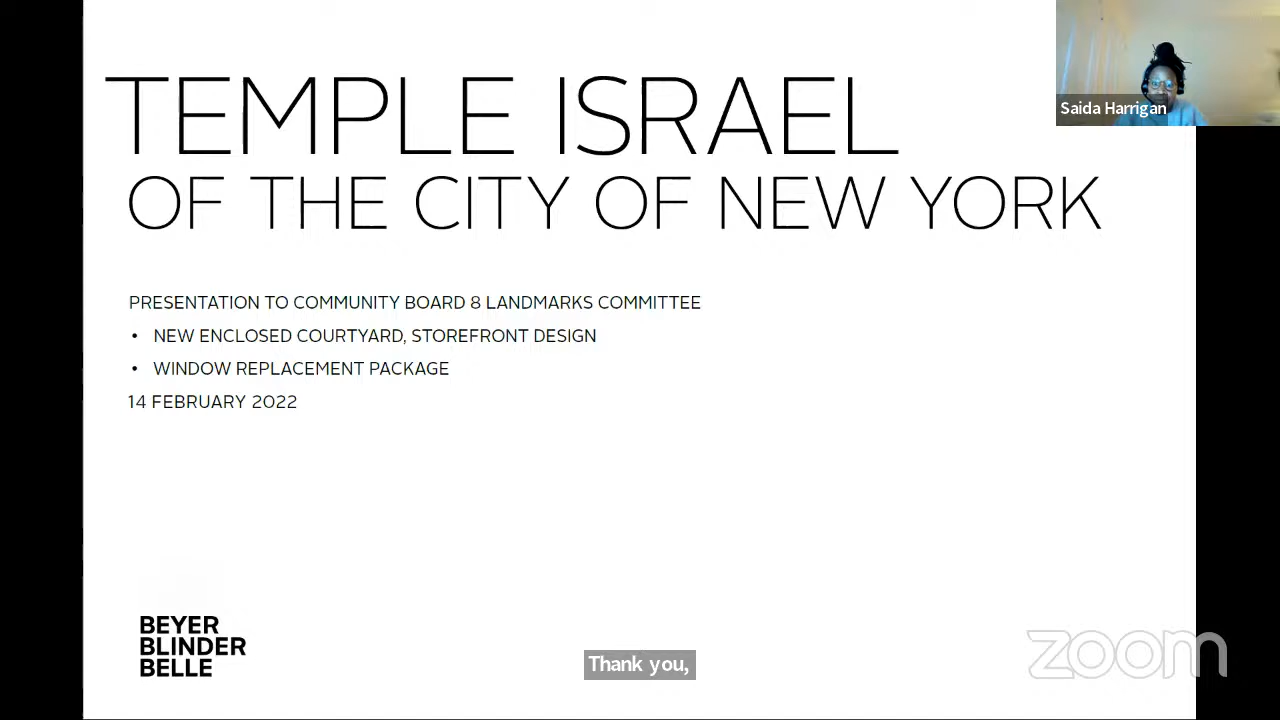 TEMPLE ISRAEL
OF THE CITY OF NEW YORK
Saida Harrigan
PRESENTATION TO COMMUNITY BOARD 8 LANDMARKS COMMITTEE
• NEW ENCLOSED COURTYARD, STOREFRONT DESIGN
• WINDOW REPLACEMENT PACKAGE
14 FEBRUARY 2022
BEYER
BLINDER
BELLE
Thank you,
zoom